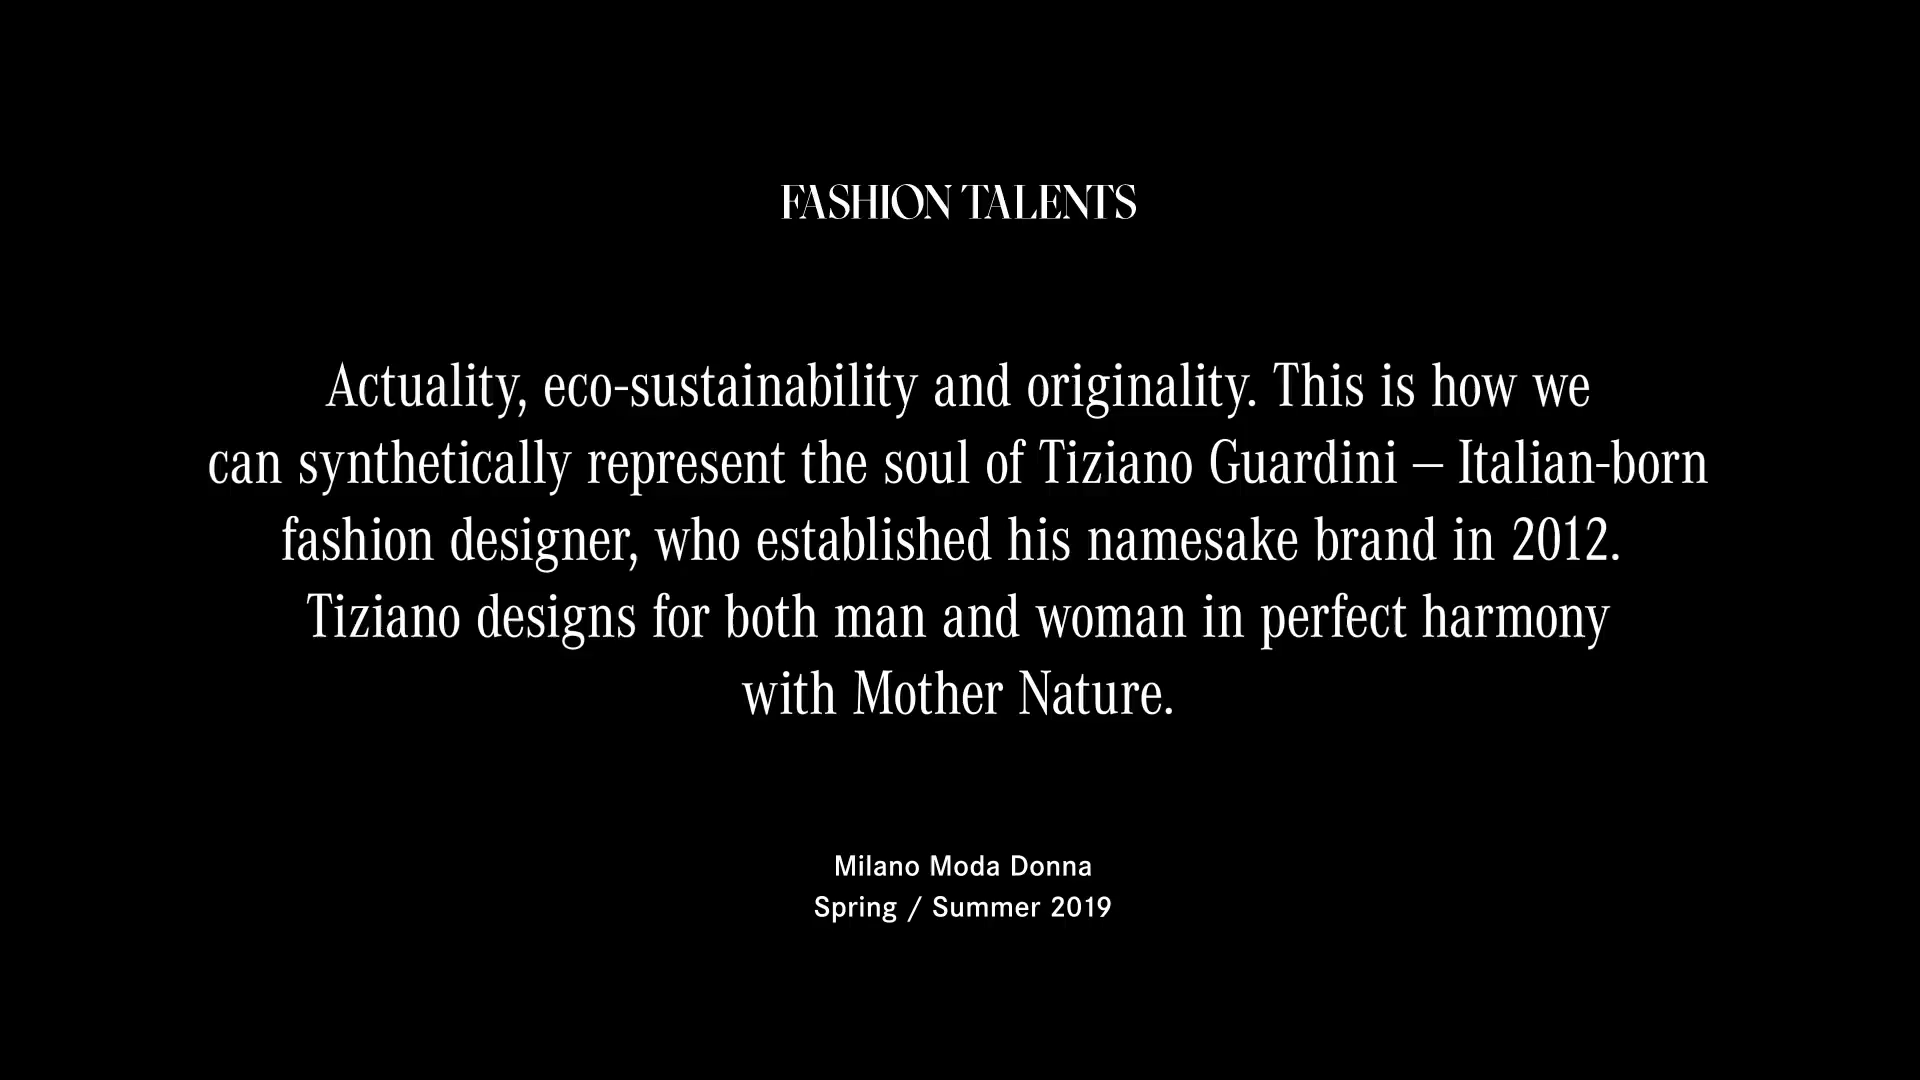 FASHION TALENTS
Actuality, eco-sustainability and originality. This is how we
can synthetically represent the soul of Tiziano Guardini – Italian-born
fashion designer, who established his namesake brand in 2012.
Tiziano designs for both man and woman in perfect harmony
with Mother Nature.
Milano Moda Donna
Spring / Summer 2019